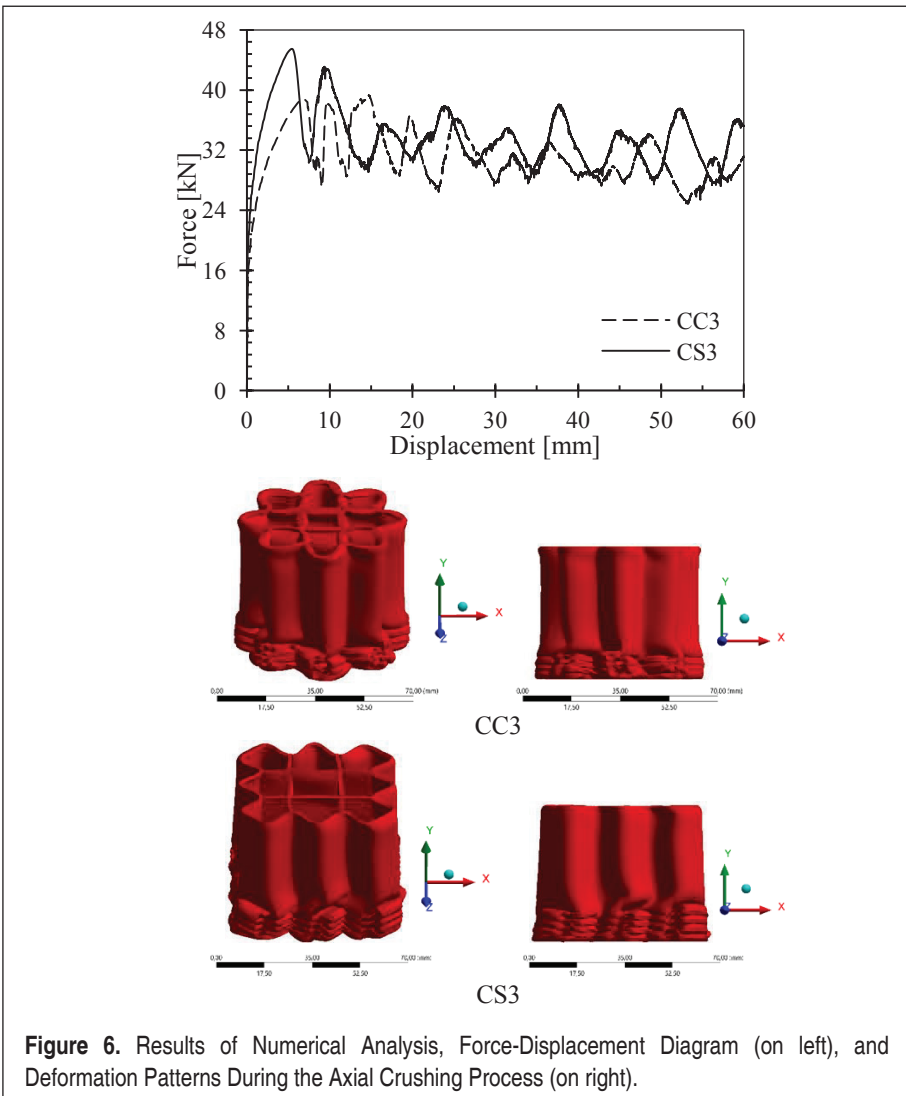 48
40
32
24
16
8
0
Force [kN]
CC3
CS3
0 10 20 30 40 50 60
Displacement [mm]
Y
X
Z
Y
X
Z
0,00 35,00 70,00 (mm)
17,50 52,50
0,00 35,00 70,00 (mm)
17,50 52,50
CC3
Y
X
Z
Y
X
Z
0,00 35,00 70,00 (mm)
17,50 52,50
0,00 35,00 70,00 (mm)
17,50 52,50
CS3
Figure 6. Results of Numerical Analysis, Force-Displacement Diagram (on left), and
Deformation Patterns During the Axial Crushing Process (on right).